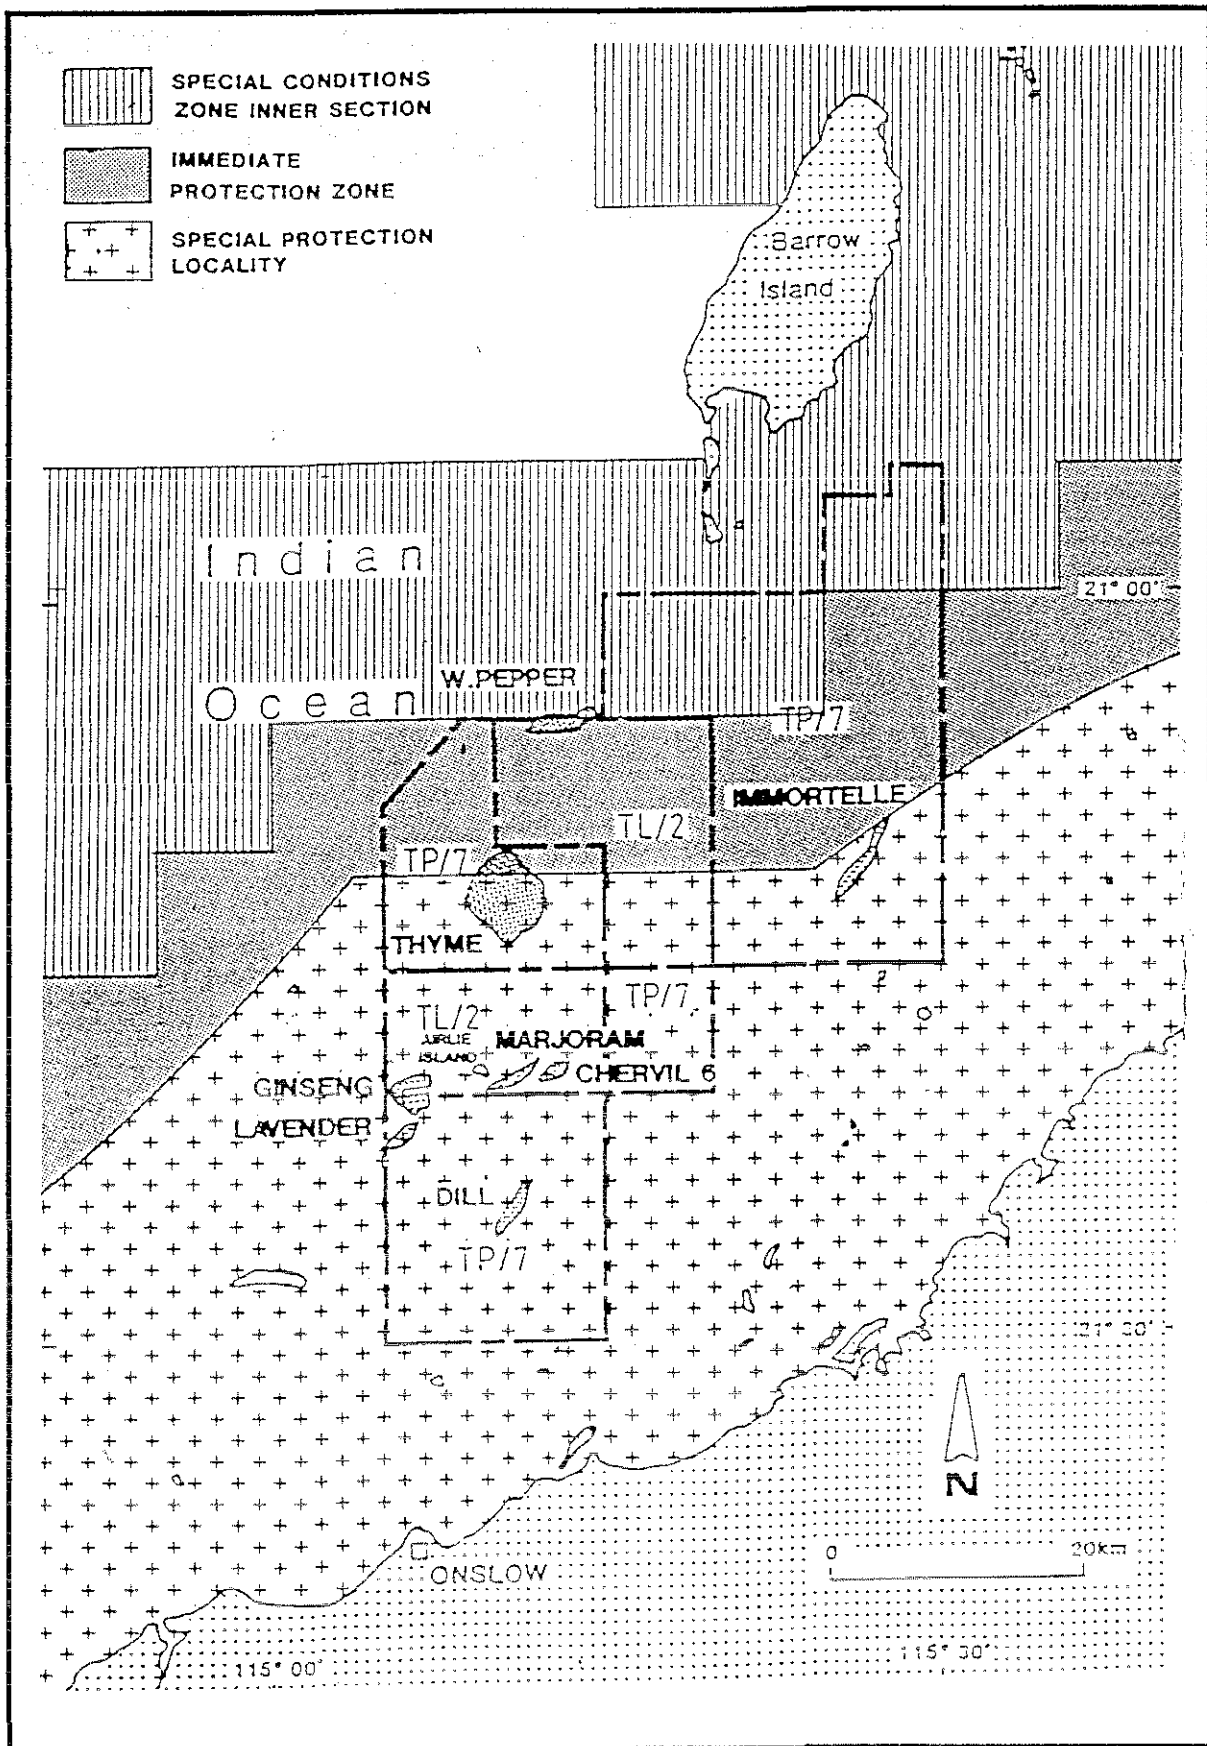 SPECIAL CONDITIONS
ZONE INNER SECTION
IMMEDIATE
PROTECTION ZONE
SPECIAL PROTECTION
LOCALITY
Barrow
Island
Indian
21° 00'
Ocean
W. PEPPER
TP/7
IMMORTELLE
TL/2
TP/7
THYME
TP/7
TL/2
AIRLIE
ISLAND
MARJORAM
GINSENG
CHERVIL 6
LAVENDER
DILL
TP/7
21° 30'
N
0 20km
ONSLOW
115° 00'
115° 30'